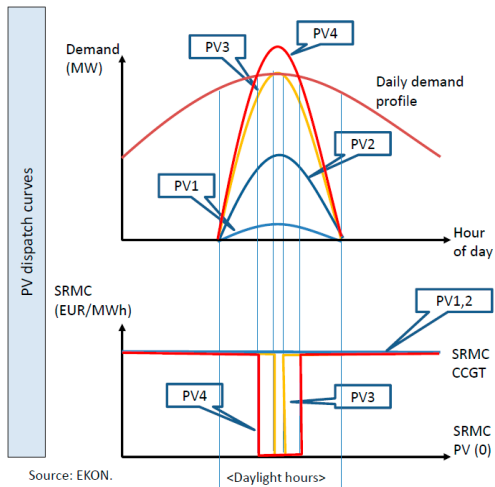 PV dispatch curves
Demand
(MW)
PV3
PV4
Daily demand
profile
PV1
PV2
Hour
of day
SRMC
(EUR/MWh)
PV1,2
SRMC
CCGT
PV4
PV3
SRMC
PV (0)
Source: EKON.
<Daylight hours>